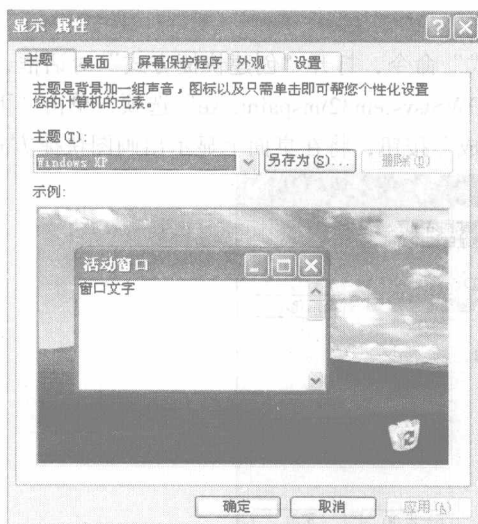 显示 属性
主题 桌面 屏幕保护程序 外观 设置
主题是背景加一组声音，图标以及只需单击即可帮您个性化设置
您的计算机的元素。
主题(T):
Windows XP 另存为(S)... 删除(D)
示例:
活动窗口
窗口文字
确定 取消 应用(A)